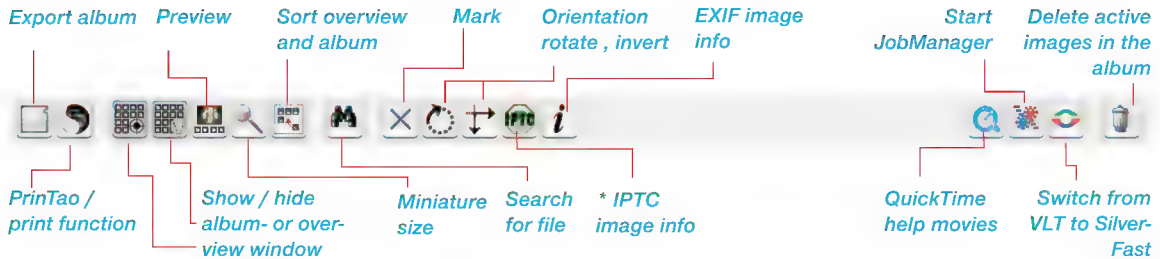 Export album
Preview
Sort overview
and album
Mark
Orientation
rotate , invert
EXIF image
info
Start
JobManager
Delete active
images in the
album
IPTC
i
PrinTao /
print function
Show / hide
album- or over-
view window
Miniature
size
Search
for file
* IPTC
image info
QuickTime
help movies
Switch from
VLT to Silver-
Fast